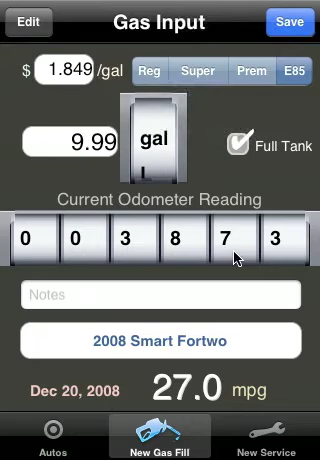 Edit Gas Input Save
$ 1.849 /gal Reg Super Prem E85
9.99 gal Full Tank
L
Current Odometer Reading
0 0 3 8 7 3
Notes
2008 Smart Fortwo
Dec 20, 2008 27.0 mpg
Autos New Gas Fill New Service